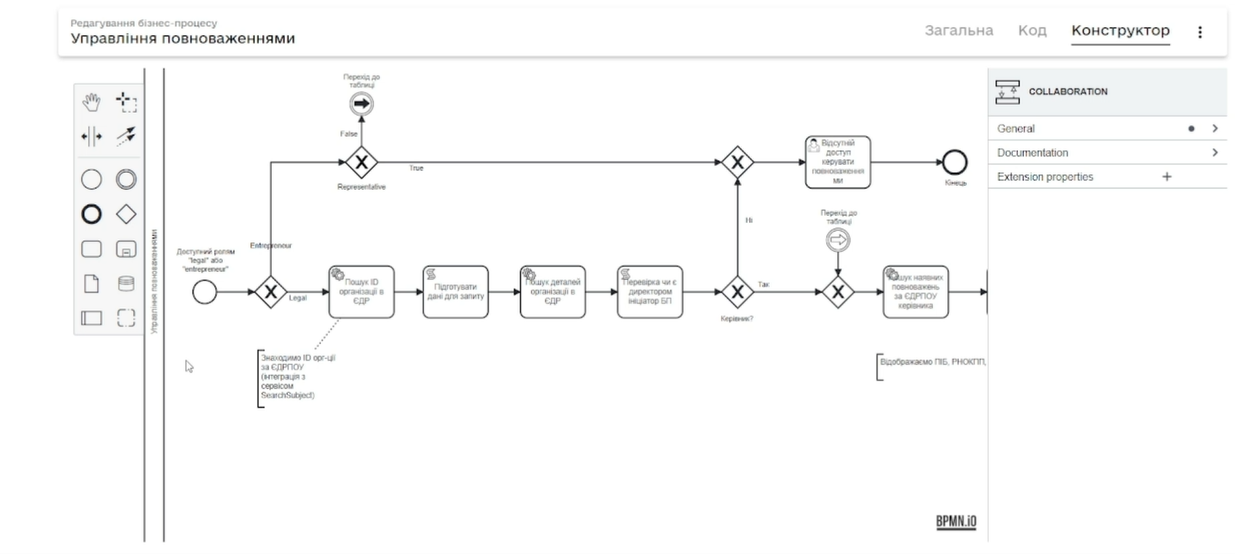 Редагування бізнес-процесу
Управління повноваженнями
Загальна
Код
Конструктор
COLLABORATION
General
Documentation
Extension properties
Управління повноваженнями
Перехід до
таблиці
False
True
Representative
Відсутній
доступ
керувати
повноваження
ми
Кінець
Ні
Перехід до
таблиці
Доступний ролям
"legal" або
"entrepreneur"
Entrepreneur
Legal
Пошук ID
організації в
ЄДР
Підготувати
дані для запиту
Пошук деталей
організації в
ЄДР
Перевірка чи є
директором
ініціатор БП
Керівник?
Так
Пошук наявних
повноважень
за ЄДРПОУ
керівника
Знаходимо ID орг-ції
за ЄДРПОУ
(інтеграція з
сервісом
SearchSubject)
Відображаємо ПІБ, РНОКПП,
BPMN.iO